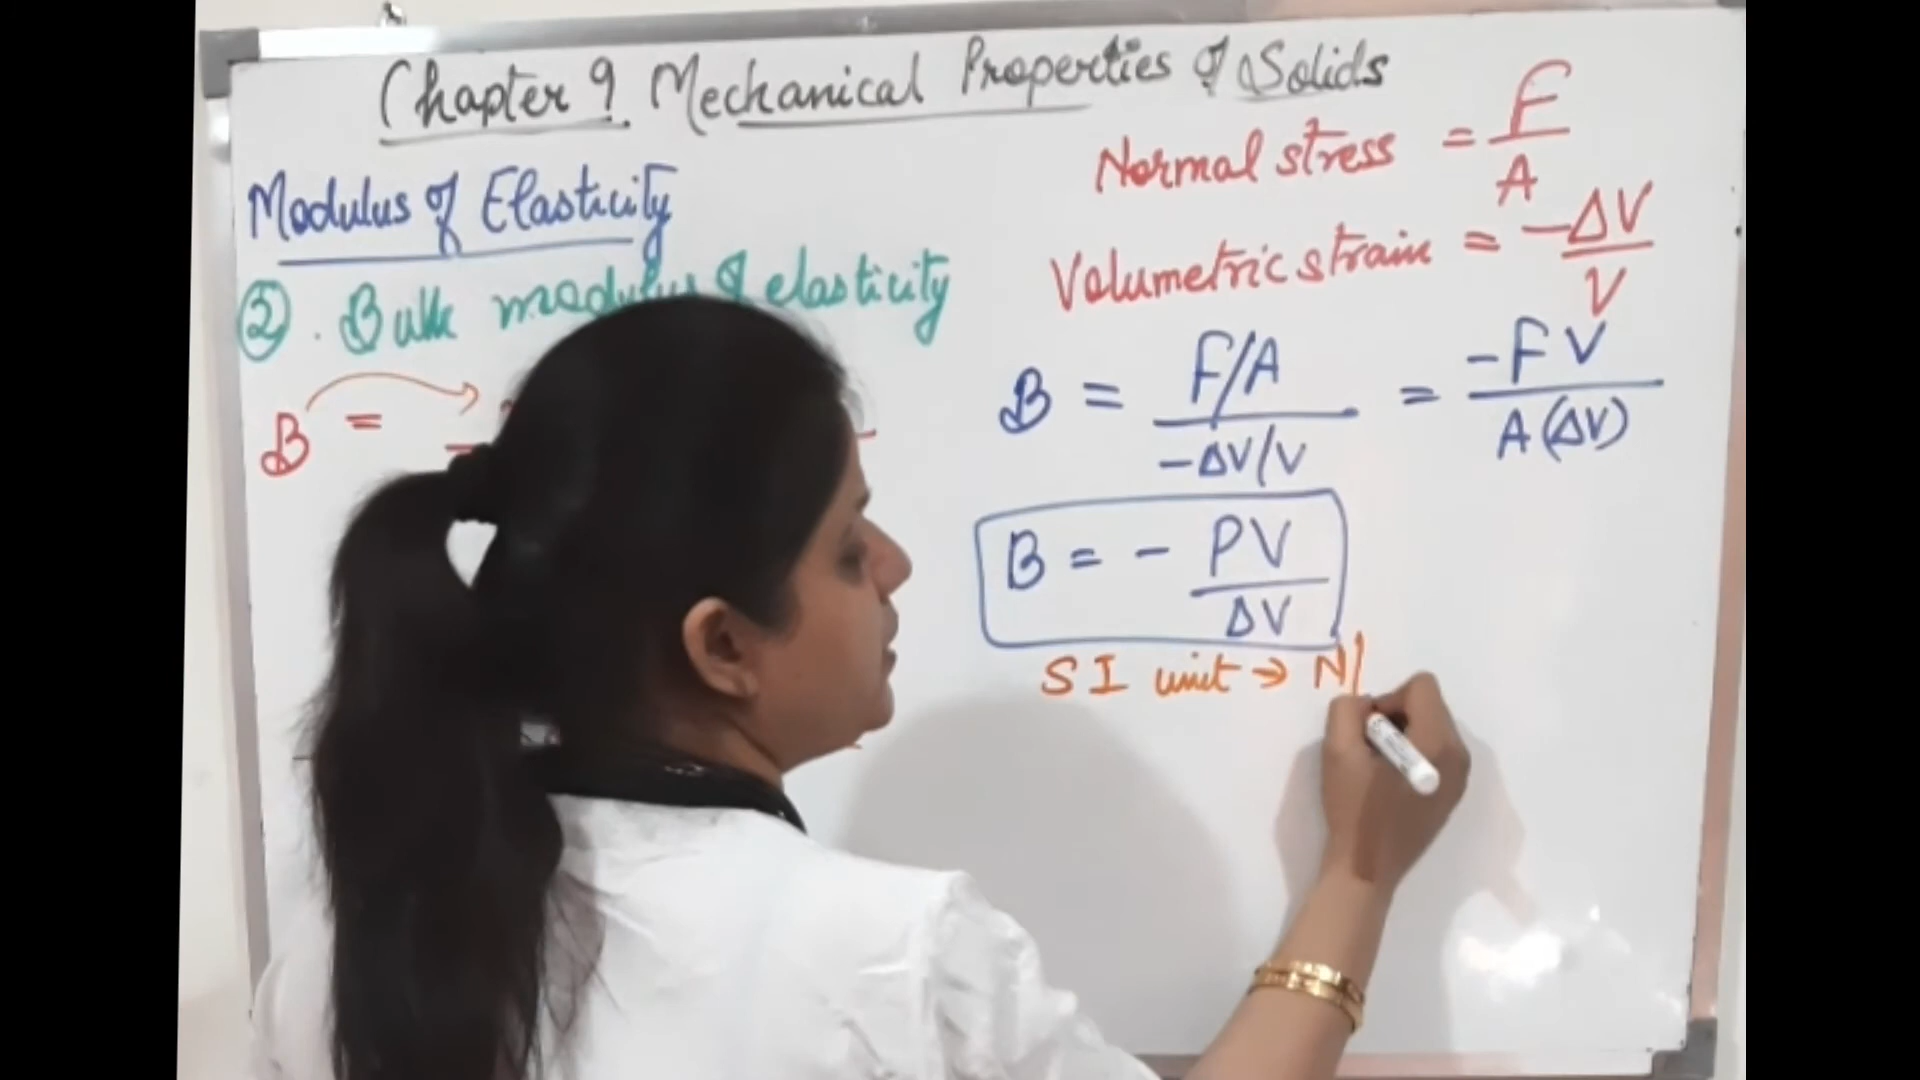 Chapter 9 Mechanical Properties of Solids
Modulus of Elasticity
② . Bulk modulus of elasticity
B =
Normal stress = F/A
Volumetric strain = -ΔV/V
B = F/A / -ΔV/V = -FV / A(ΔV)
B = - PV/ΔV
SI unit → N/